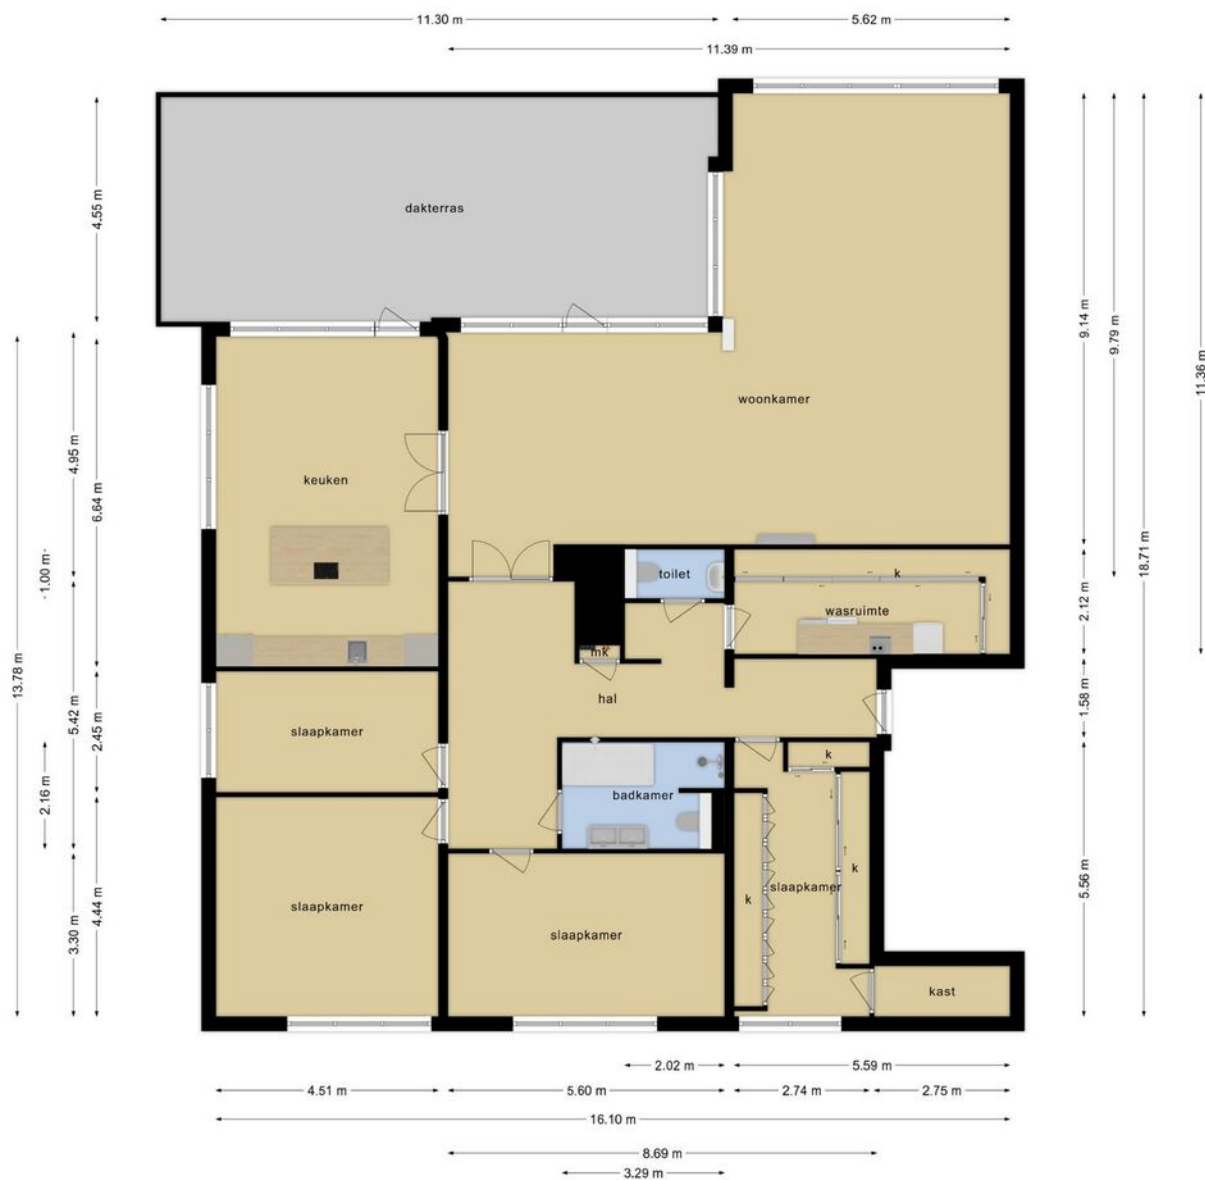 11.30 m
5.62 m
11.39 m
dakterras
4.55 m
9.14 m
9.79 m
11.36 m
18.71 m
woonkamer
keuken
4.95 m
6.64 m
1.00 m
toilet
k
wasruimte
2.12 m
mk
hal
1.58 m
13.78 m
5.42 m
2.45 m
2.16 m
slaapkamer
k
badkamer
k
k
slaapkamer
5.56 m
slaapkamer
4.44 m
3.30 m
slaapkamer
kast
2.02 m
5.59 m
4.51 m
5.60 m
2.74 m
2.75 m
16.10 m
8.69 m
3.29 m